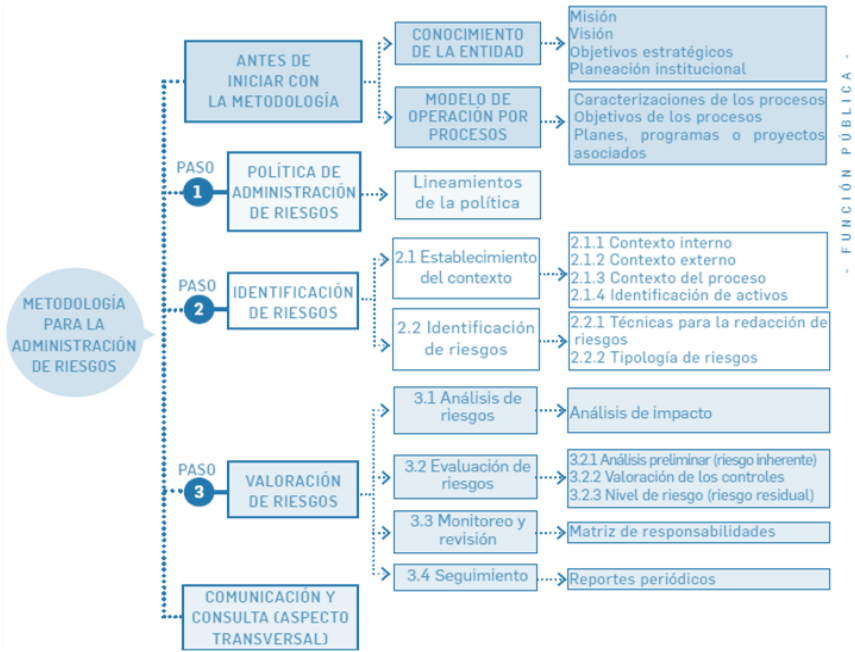 METODOLOGÍA
PARA LA
ADMINISTRACIÓN
DE RIESGOS
ANTES DE
INICIAR CON
LA METODOLOGÍA
CONOCIMIENTO
DE LA ENTIDAD
Misión
Visión
Objetivos estratégicos
Planeación institucional
MODELO DE
OPERACIÓN POR
PROCESOS
Caracterizaciones de los procesos
Objetivos de los procesos
Planes, programas o proyectos
asociados
PASO
1
POLÍTICA DE
ADMINISTRACIÓN
DE RIESGOS
Lineamientos
de la política
PASO
2
IDENTIFICACIÓN
DE RIESGOS
2.1 Establecimiento
del contexto
2.1.1 Contexto interno
2.1.2 Contexto externo
2.1.3 Contexto del proceso
2.1.4 Identificación de activos
2.2 Identificación
de riesgos
2.2.1 Técnicas para la redacción de
riesgos
2.2.2 Tipología de riesgos
PASO
3
VALORACIÓN
DE RIESGOS
3.1 Análisis de
riesgos
Análisis de impacto
3.2 Evaluación de
riesgos
3.2.1 Análisis preliminar (riesgo inherente)
3.2.2 Valoración de los controles
3.2.3 Nivel de riesgo (riesgo residual)
3.3 Monitoreo y
revisión
Matriz de responsabilidades
3.4 Seguimiento
Reportes periódicos
COMUNICACIÓN Y
CONSULTA (ASPECTO
TRANSVERSAL)
- FUNCIÓN PÚBLICA -